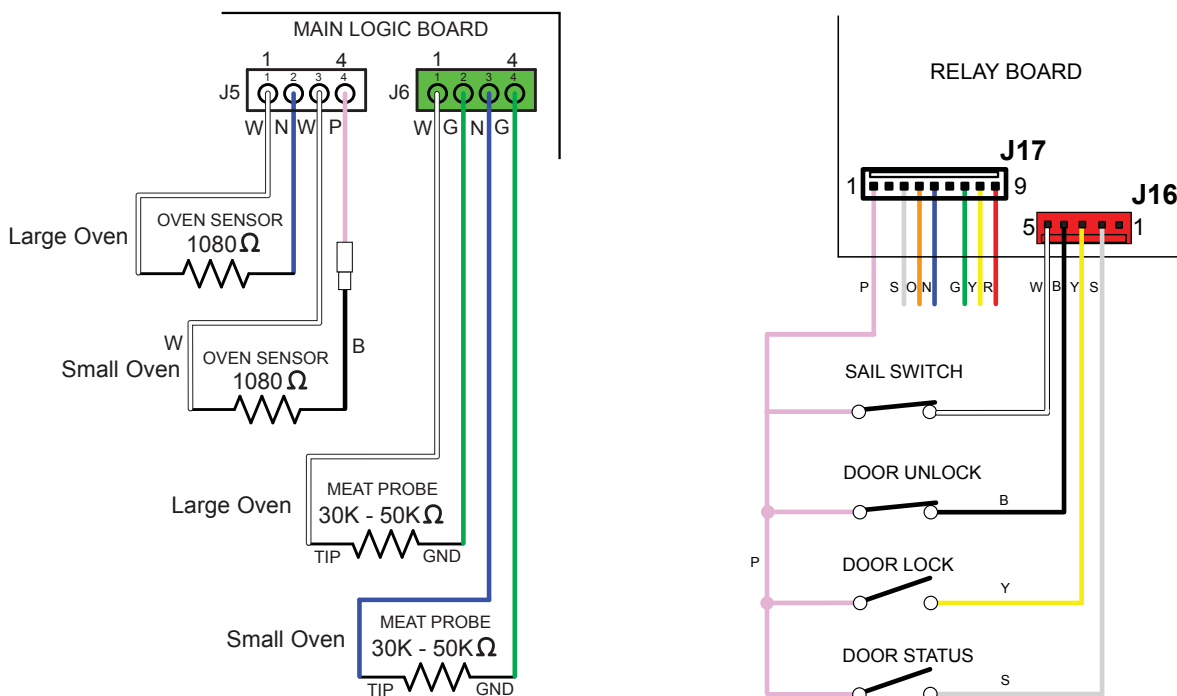 MAIN LOGIC BOARD
1 4 1 4
J5 1 2 3 4 J6 1 2 3 4
W N W P W G N G
Large Oven
OVEN SENSOR
1080 Ω
W
B
Small Oven
OVEN SENSOR
1080 Ω
Large Oven
MEAT PROBE
30K - 50KΩ
TIP GND
Small Oven
MEAT PROBE
30K - 50KΩ
TIP GND
RELAY BOARD
J17
1 9
J16
5 1
P S O N G Y R W B Y S
SAIL SWITCH
DOOR UNLOCK
B
P
DOOR LOCK
Y
DOOR STATUS
S